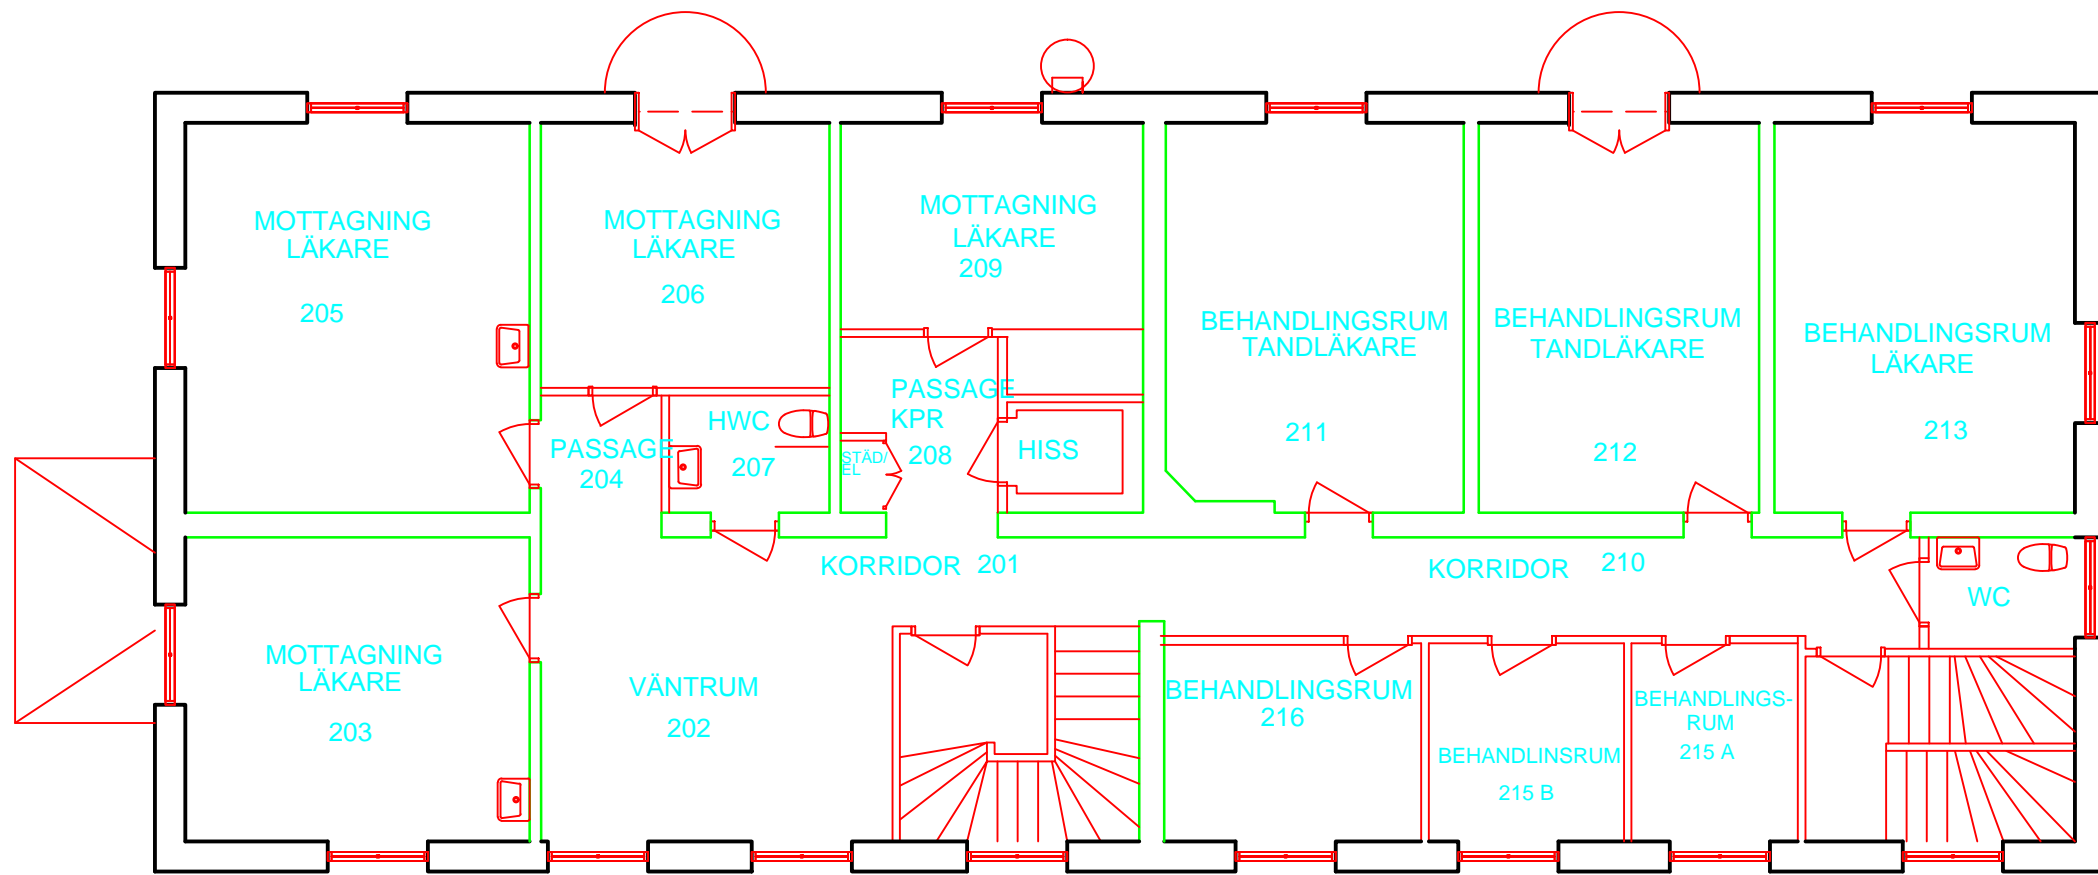 MOTTAGNING
LÄKARE
205
MOTTAGNING
LÄKARE
206
MOTTAGNING
LÄKARE
209
BEHANDLINGSRUM
TANDLÄKARE
211
BEHANDLINGSRUM
TANDLÄKARE
212
BEHANDLINGSRUM
LÄKARE
213
PASSAGE
204
HWC
207
STÄD/
EL
PASSAGE
KPR
208
HISS
KORRIDOR 201
KORRIDOR 210
WC
MOTTAGNING
LÄKARE
203
VÄNTRUM
202
BEHANDLINGSRUM
216
BEHANDLINSRUM
215 B
BEHANDLINGS-
RUM
215 A